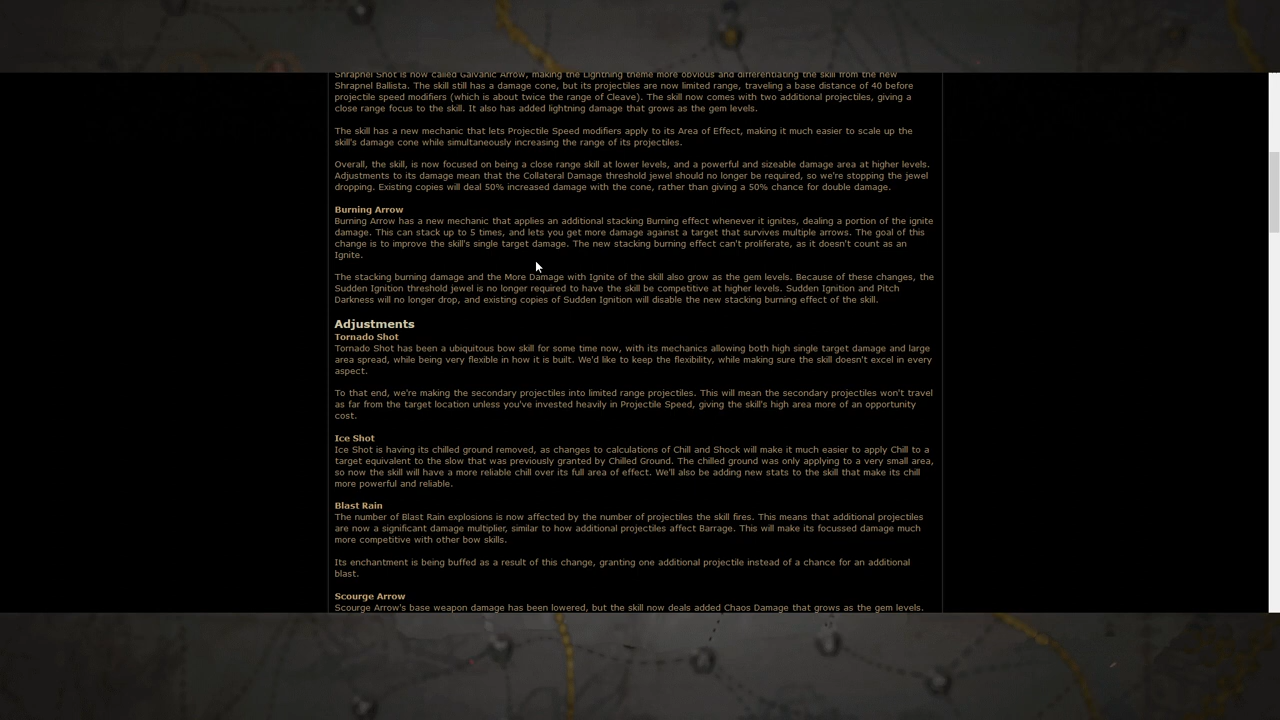 Shrapnel Shot is now called Galvanic Arrow, making the Lightning theme more obvious and differentiating the skill from the new
Shrapnel Ballista. The skill still has a damage cone, but its projectiles are now limited range, traveling a base distance of 40 before
projectile speed modifiers (which is about twice the range of Cleave). The skill now comes with two additional projectiles, giving a
close range focus to the skill. It also has added lightning damage that grows as the gem levels.
The skill has a new mechanic that lets Projectile Speed modifiers apply to its Area of Effect, making it much easier to scale up the
skill's damage cone while simultaneously increasing the range of its projectiles.
Overall, the skill, is now focused on being a close range skill at lower levels, and a powerful and sizeable damage area at higher levels.
Adjustments to its damage mean that the Collateral Damage threshold jewel should no longer be required, so we're stopping the jewel
dropping. Existing copies will deal 50% increased damage with the cone, rather than giving a 50% chance for double damage.
Burning Arrow
Burning Arrow has a new mechanic that applies an additional stacking Burning effect whenever it ignites, dealing a portion of the ignite
damage. This can stack up to 5 times, and lets you get more damage against a target that survives multiple arrows. The goal of this
change is to improve the skill's single target damage. The new stacking burning effect can't proliferate, as it doesn't count as an
Ignite.
The stacking burning damage and the More Damage with Ignite of the skill also grow as the gem levels. Because of these changes, the
Sudden Ignition threshold jewel is no longer required to have the skill be competitive at higher levels. Sudden Ignition and Pitch
Darkness will no longer drop, and existing copies of Sudden Ignition will disable the new stacking burning effect of the skill.
Adjustments
Tornado Shot
Tornado Shot has been a ubiquitous bow skill for some time now, with its mechanics allowing both high single target damage and large
area spread, while being very flexible in how it is built. We'd like to keep the flexibility, while making sure the skill doesn't excel in every
aspect.
To that end, we're making the secondary projectiles into limited range projectiles. This will mean the secondary projectiles won't travel
as far from the target location unless you've invested heavily in Projectile Speed, giving the skill's high area more of an opportunity
cost.
Ice Shot
Ice Shot is having its chilled ground removed, as changes to calculations of Chill and Shock will make it much easier to apply Chill to a
target equivalent to the slow that was previously granted by Chilled Ground. The chilled ground was only applying to a very small area,
so now the skill will have a more reliable chill over its full area of effect. We'll also be adding new stats to the skill that make its chill
more powerful and reliable.
Blast Rain
The number of Blast Rain explosions is now affected by the number of projectiles the skill fires. This means that additional projectiles
are now a significant damage multiplier, similar to how additional projectiles affect Barrage. This will make its focussed damage much
more competitive with other bow skills.
Its enchantment is being buffed as a result of this change, granting one additional projectile instead of a chance for an additional
blast.
Scourge Arrow
Scourge Arrow's base weapon damage has been lowered, but the skill now deals added Chaos Damage that grows as the gem levels.